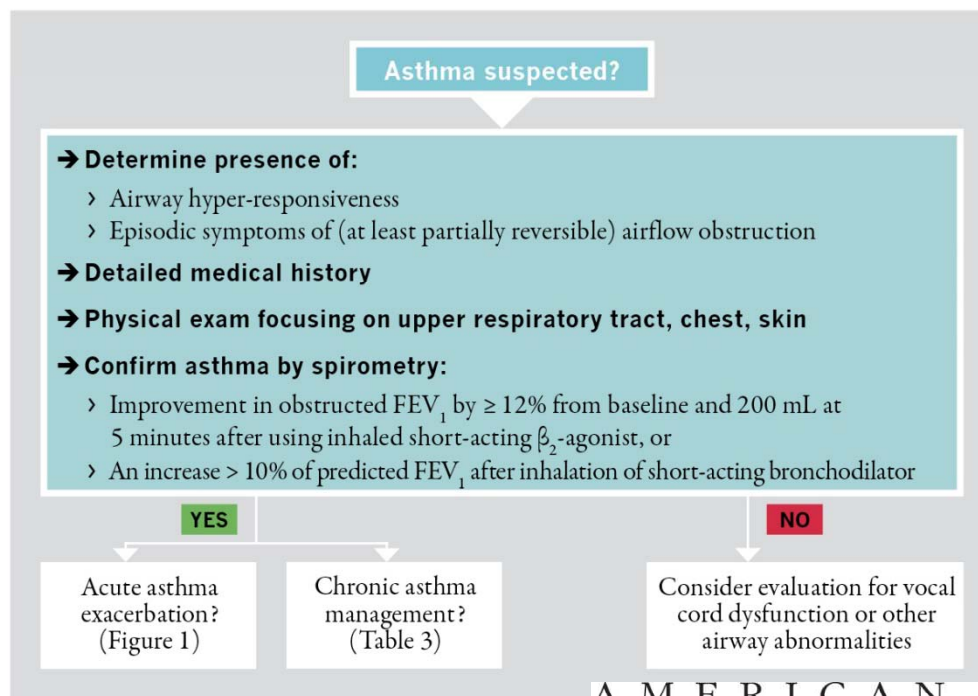 Asthma suspected?
➔ Determine presence of:
› Airway hyper-responsiveness
› Episodic symptoms of (at least partially reversible) airflow obstruction
➔ Detailed medical history
➔ Physical exam focusing on upper respiratory tract, chest, skin
➔ Confirm asthma by spirometry:
› Improvement in obstructed FEV₁ by ≥ 12% from baseline and 200 mL at
5 minutes after using inhaled short-acting β₂-agonist, or
› An increase > 10% of predicted FEV₁ after inhalation of short-acting bronchodilator
YES
NO
Acute asthma
exacerbation?
(Figure 1)
Chronic asthma
management?
(Table 3)
Consider evaluation for vocal
cord dysfunction or other
airway abnormalities
AMERICAN